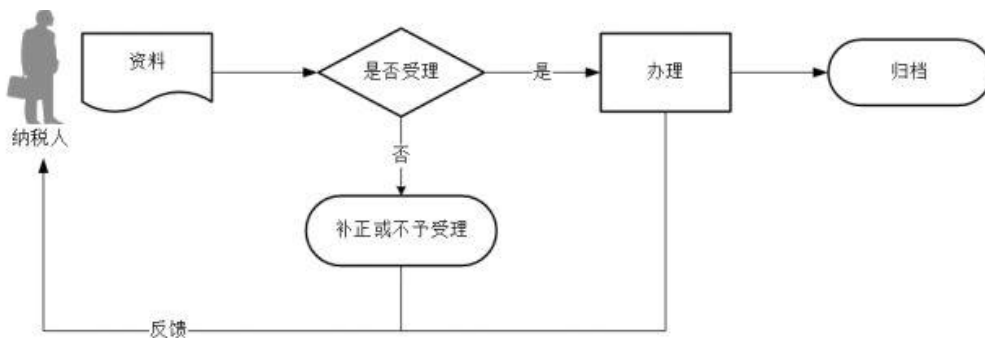 资料
是否受理
是
办理
归档
纳税人
否
补正或不予受理
反馈